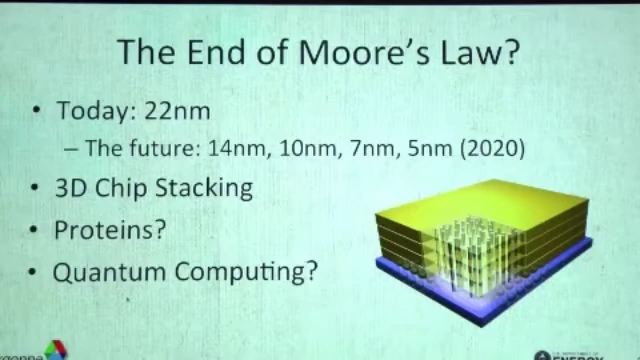 The End of Moore's Law?
• Today: 22nm
– The future: 14nm, 10nm, 7nm, 5nm (2020)
• 3D Chip Stacking
• Proteins?
• Quantum Computing?
ENERGY